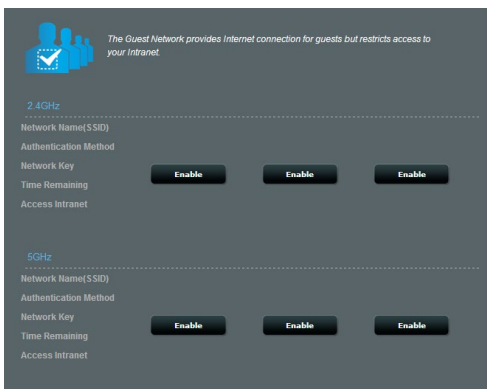 The Guest Network provides Internet connection for guests but restricts access to
your Intranet.
2.4GHz
Network Name(SSID)
Authentication Method
Network Key
Enable Enable Enable
Time Remaining
Access Intranet
5GHz
Network Name(SSID)
Authentication Method
Network Key
Enable Enable Enable
Time Remaining
Access Intranet